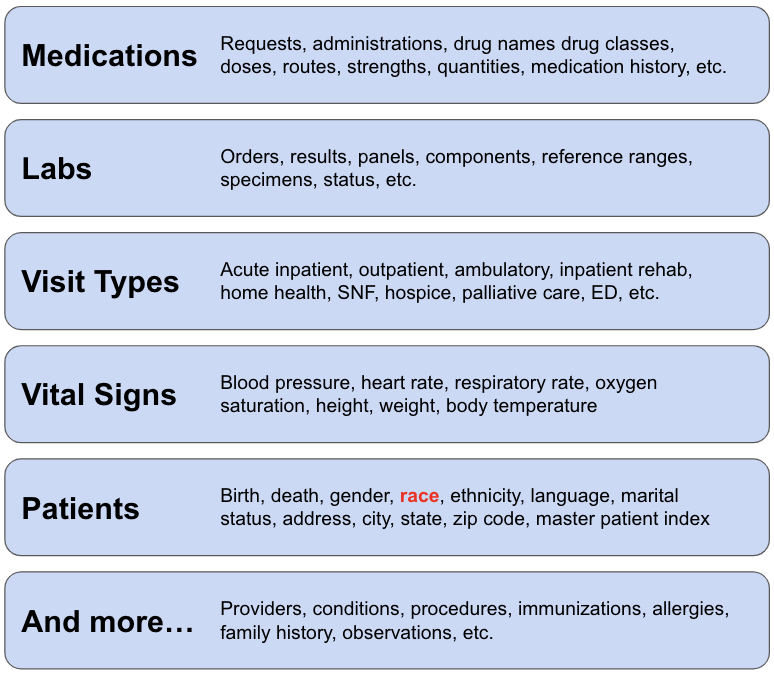 Medications
Requests, administrations, drug names drug classes,
doses, routes, strengths, quantities, medication history, etc.
Labs
Orders, results, panels, components, reference ranges,
specimens, status, etc.
Visit Types
Acute inpatient, outpatient, ambulatory, inpatient rehab,
home health, SNF, hospice, palliative care, ED, etc.
Vital Signs
Blood pressure, heart rate, respiratory rate, oxygen
saturation, height, weight, body temperature
Patients
Birth, death, gender, race, ethnicity, language, marital
status, address, city, state, zip code, master patient index
And more…
Providers, conditions, procedures, immunizations, allergies,
family history, observations, etc.